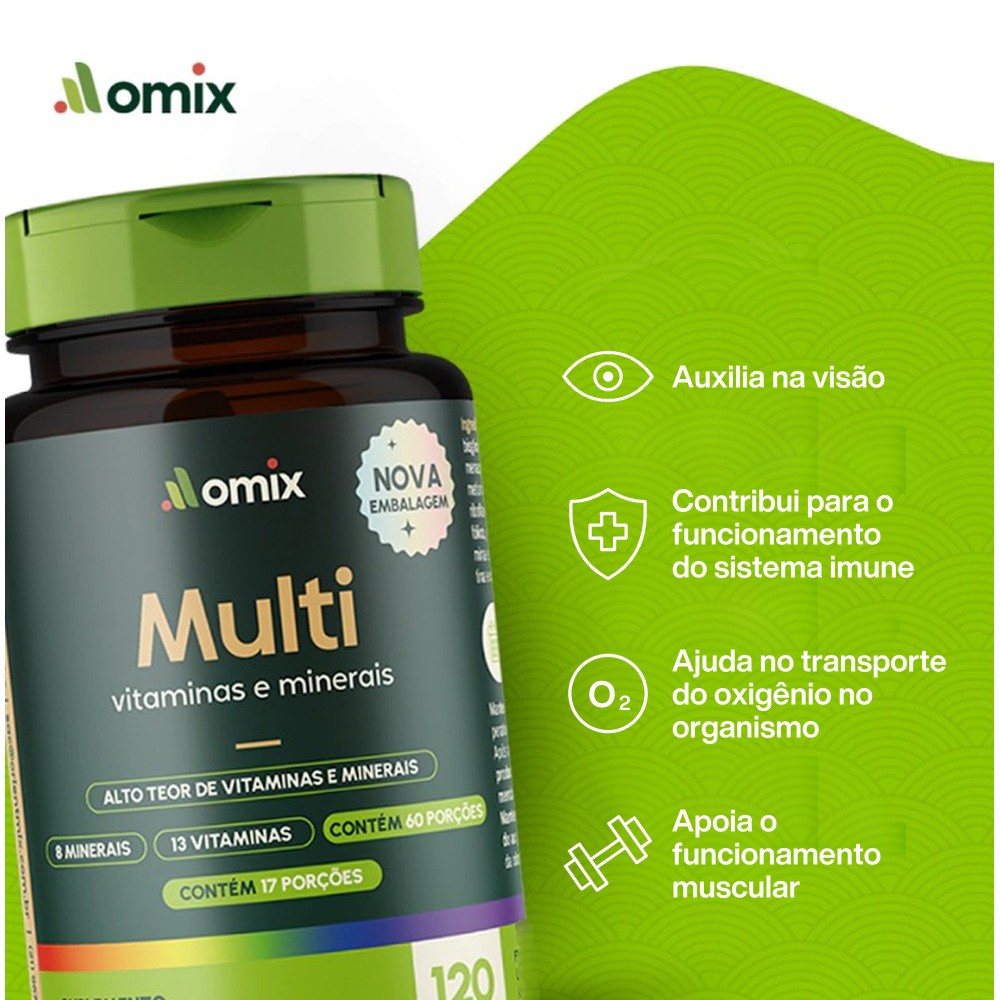 omix
Auxilia na visão
Contribui para o
funcionamento
do sistema imune
Ajuda no transporte
do oxigênio no
organismo
Apoia o
funcionamento
muscular
omix
NOVA
EMBALAGEM
Multi
vitaminas e minerais
ALTO TEOR DE VITAMINAS E MINERAIS
8 MINERAIS
13 VITAMINAS
CONTÉM 60 PORÇÕES
CONTÉM 17 PORÇÕES
120
SUPLEMENTO
O2